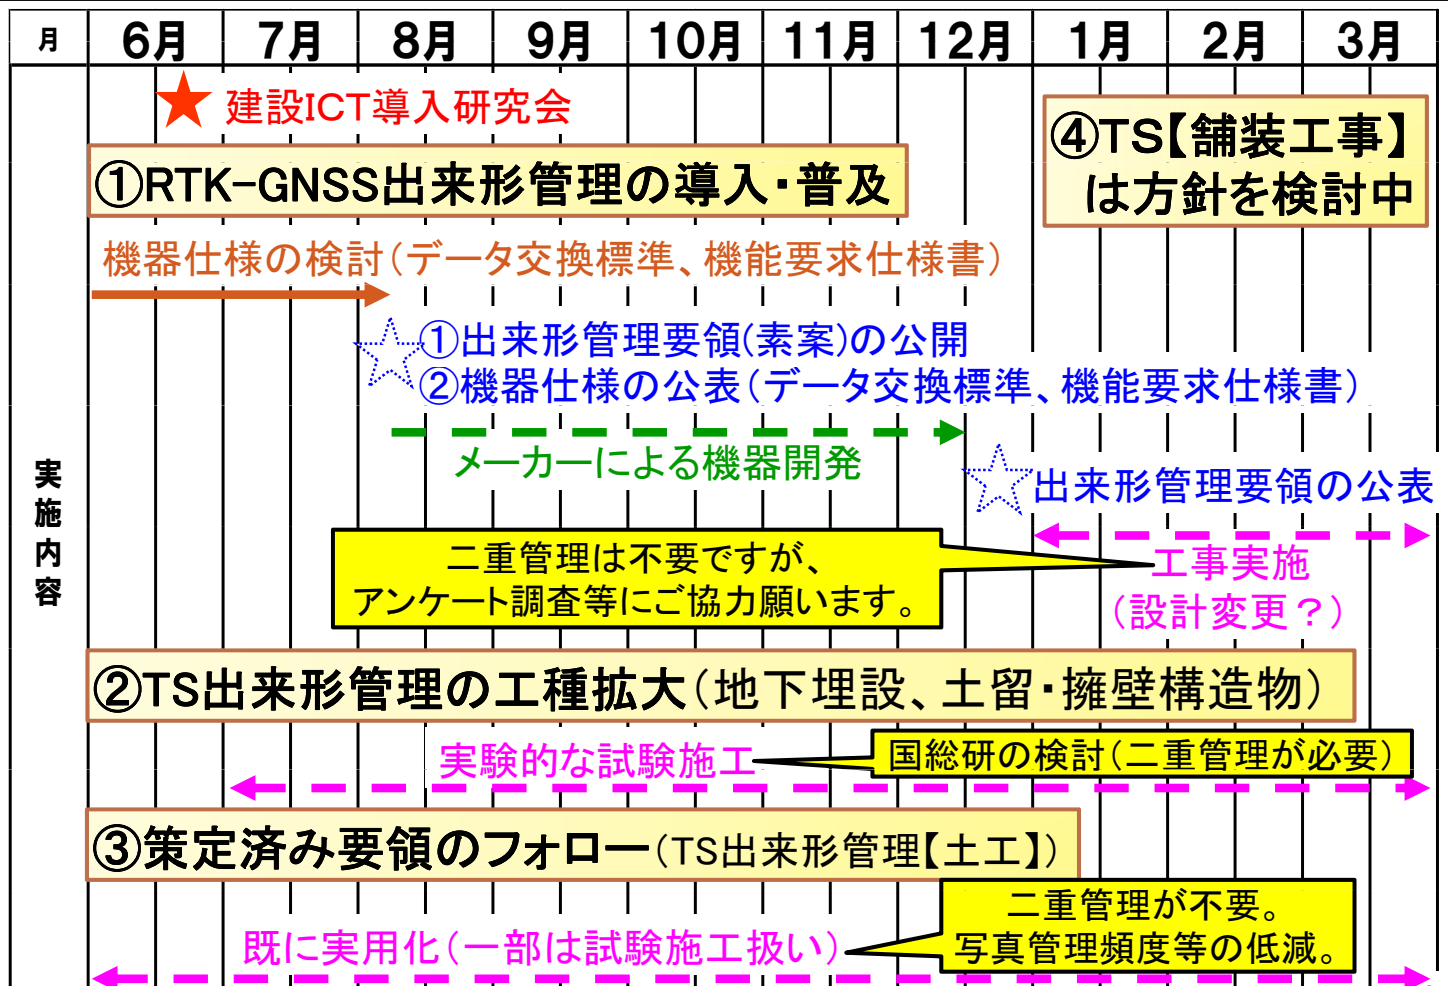 月 6月 7月 8月 9月 10月 11月 12月 1月 2月 3月
実施内容
建設ICT導入研究会
④TS【舗装工事】
は方針を検討中
①RTK-GNSS出来形管理の導入・普及
機器仕様の検討(データ交換標準、機能要求仕様書)
①出来形管理要領(素案)の公開
②機器仕様の公表(データ交換標準、機能要求仕様書)
メーカーによる機器開発
出来形管理要領の公表
二重管理は不要ですが、
アンケート調査等にご協力願います。
工事実施
(設計変更？)
②TS出来形管理の工種拡大(地下埋設、土留・擁壁構造物)
実験的な試験施工
国総研の検討(二重管理が必要)
③策定済み要領のフォロー(TS出来形管理【土工】)
二重管理が不要。
写真管理頻度等の低減。
既に実用化(一部は試験施工扱い)